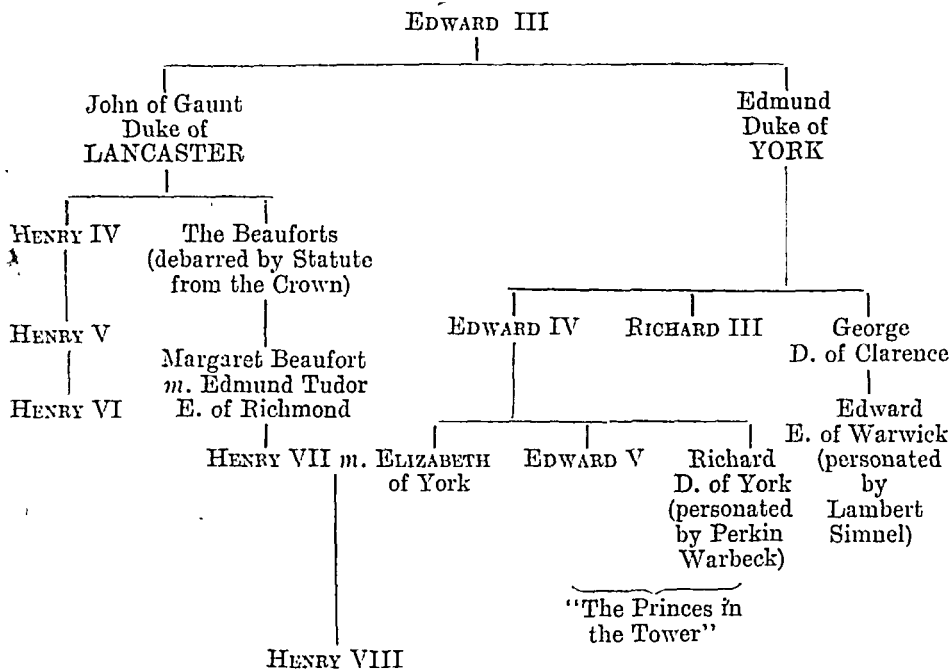 EDWARD III
John of Gaunt
Duke of
LANCASTER
Edmund
Duke of
YORK
HENRY IV
The Beauforts
(debarred by Statute
from the Crown)
HENRY V
Margaret Beaufort
m. Edmund Tudor
E. of Richmond
HENRY VI
EDWARD IV
RICHARD III
George
D. of Clarence
Edward
E. of Warwick
(personated
by
Lambert
Simnel)
HENRY VII m. ELIZABETH
of York
EDWARD V
Richard
D. of York
(personated
by Perkin
Warbeck)
"The Princes in
the Tower"
HENRY VIII